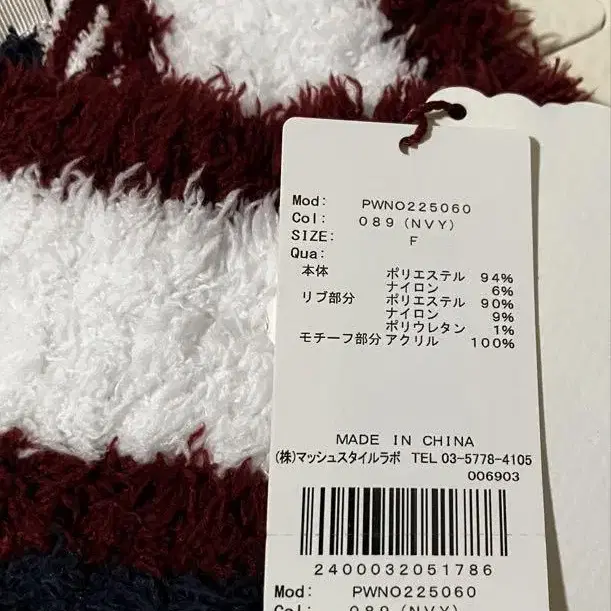 Mod: PWNO225060
Col: 089 (NVY)
SIZE: F
Qua:
本体 ポリエステル 94%
ナイロン 6%
リブ部分 ポリエステル 90%
ナイロン 9%
ポリウレタン 1%
モチーフ部分 アクリル 100%
MADE IN CHINA
(株)マッシュスタイルラボ TEL 03-5778-4105
006903
2400032051786
Mod: PWNO225060
Col: 089 (NVY)